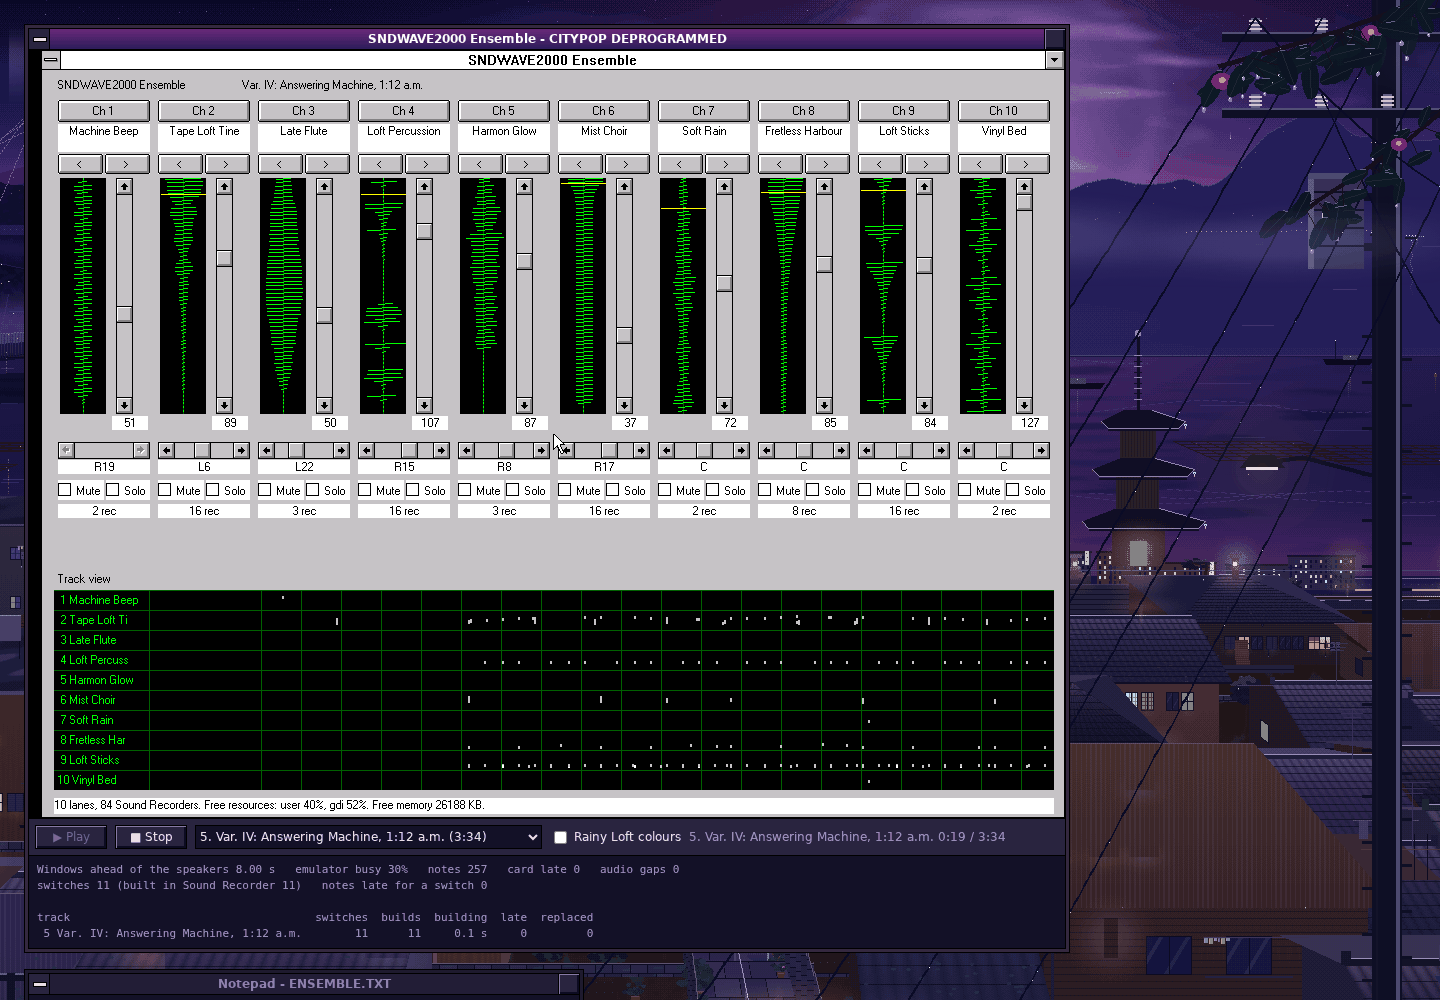 SNDWAVE2000 Ensemble - CITYPOP DEPROGRAMMED
SNDWAVE2000 Ensemble
SNDWAVE2000 Ensemble Var. IV: Answering Machine, 1:12 a.m.
Ch 1 Ch 2 Ch 3 Ch 4 Ch 5 Ch 6 Ch 7 Ch 8 Ch 9 Ch 10
Machine Beep Tape Loft Tine Late Flute Loft Percussion Harmon Glow Mist Choir Soft Rain Fretless Harbour Loft Sticks Vinyl Bed
< > < > < > < > < > < > < > < > < > < >
51 89 50 107 87 37 72 85 84 127
R19 L6 L22 R15 R8 R17 C C C C
Mute Solo Mute Solo Mute Solo Mute Solo Mute Solo Mute Solo Mute Solo Mute Solo Mute Solo Mute Solo
2 rec 16 rec 3 rec 16 rec 3 rec 16 rec 2 rec 8 rec 16 rec 2 rec
Track view
1 Machine Beep
2 Tape Loft Ti
3 Late Flute
4 Loft Percuss
5 Harmon Glow
6 Mist Choir
7 Soft Rain
8 Fretless Har
9 Loft Sticks
10 Vinyl Bed
10 lanes, 84 Sound Recorders. Free resources: user 40%, gdi 52%. Free memory 26188 KB.
▶ Play ■ Stop 5. Var. IV: Answering Machine, 1:12 a.m. (3:34) Rainy Loft colours 5. Var. IV: Answering Machine, 1:12 a.m. 0:19 / 3:34
Windows ahead of the speakers 8.00 s emulator busy 30% notes 257 card late 0 audio gaps 0
switches 11 (built in Sound Recorder 11) notes late for a switch 0
track switches builds building late replaced
5 Var. IV: Answering Machine, 1:12 a.m. 11 11 0.1 s 0 0
Notepad - ENSEMBLE.TXT